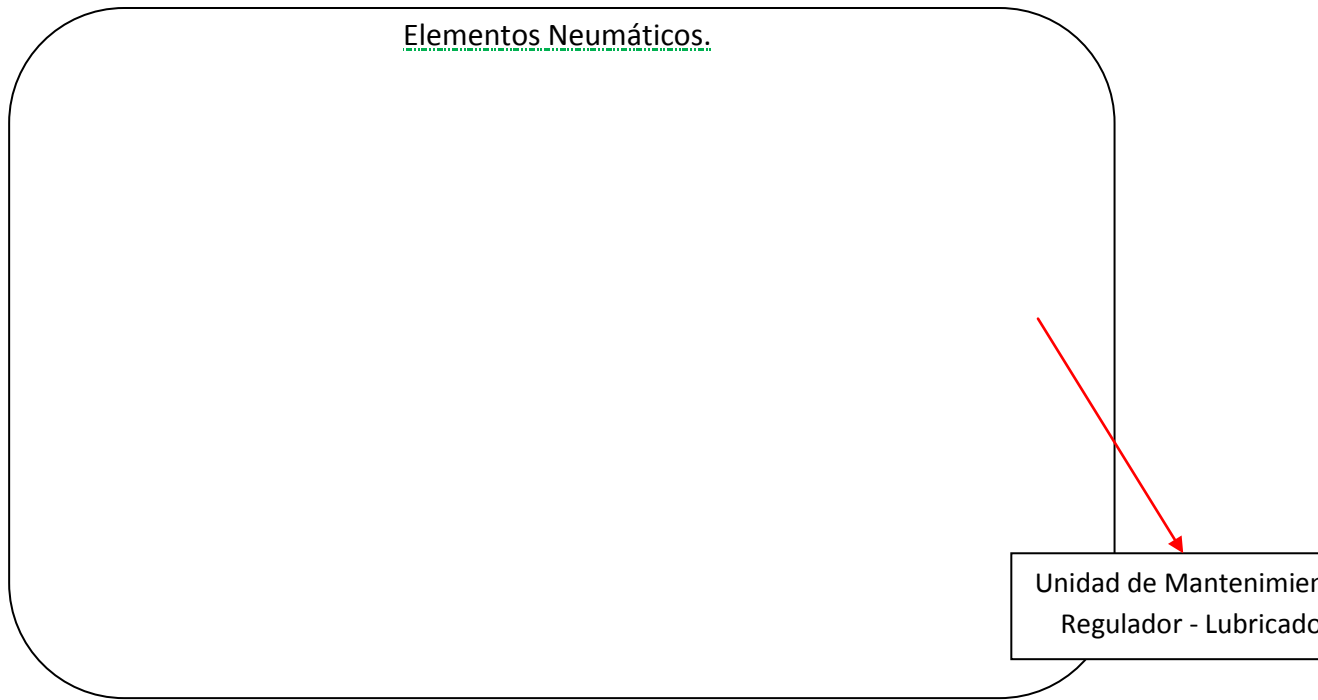 Elementos Neumáticos.
Unidad de Mantenimien
Regulador - Lubricado